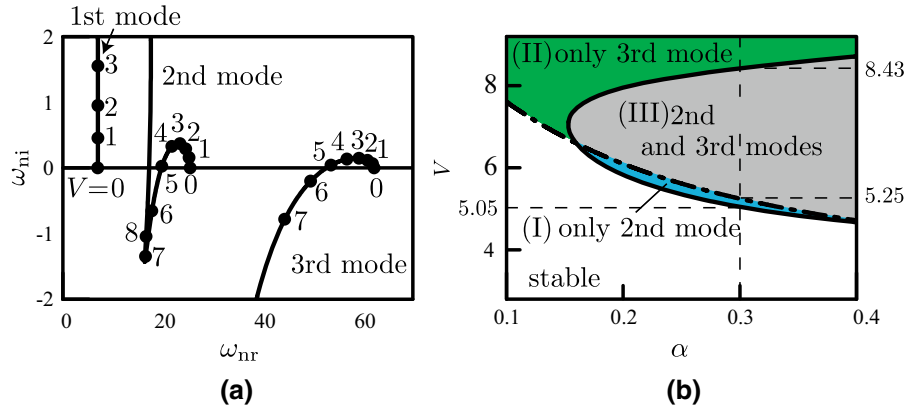 1st mode
2
3
2nd mode
1
2
ω_ni
4 3 2
1
1
0
V=0
5 0
6
-1
8
7
-2
0 20 40 60
ω_nr
5 4 3 2 1
0
6
7
3rd mode
(a)
(II) only 3rd mode
8
8.43
(III) 2nd
and 3rd modes
V
6
5.25
5.05
(I) only 2nd mode
4
stable
0.1 0.2 0.3 0.4
α
(b)